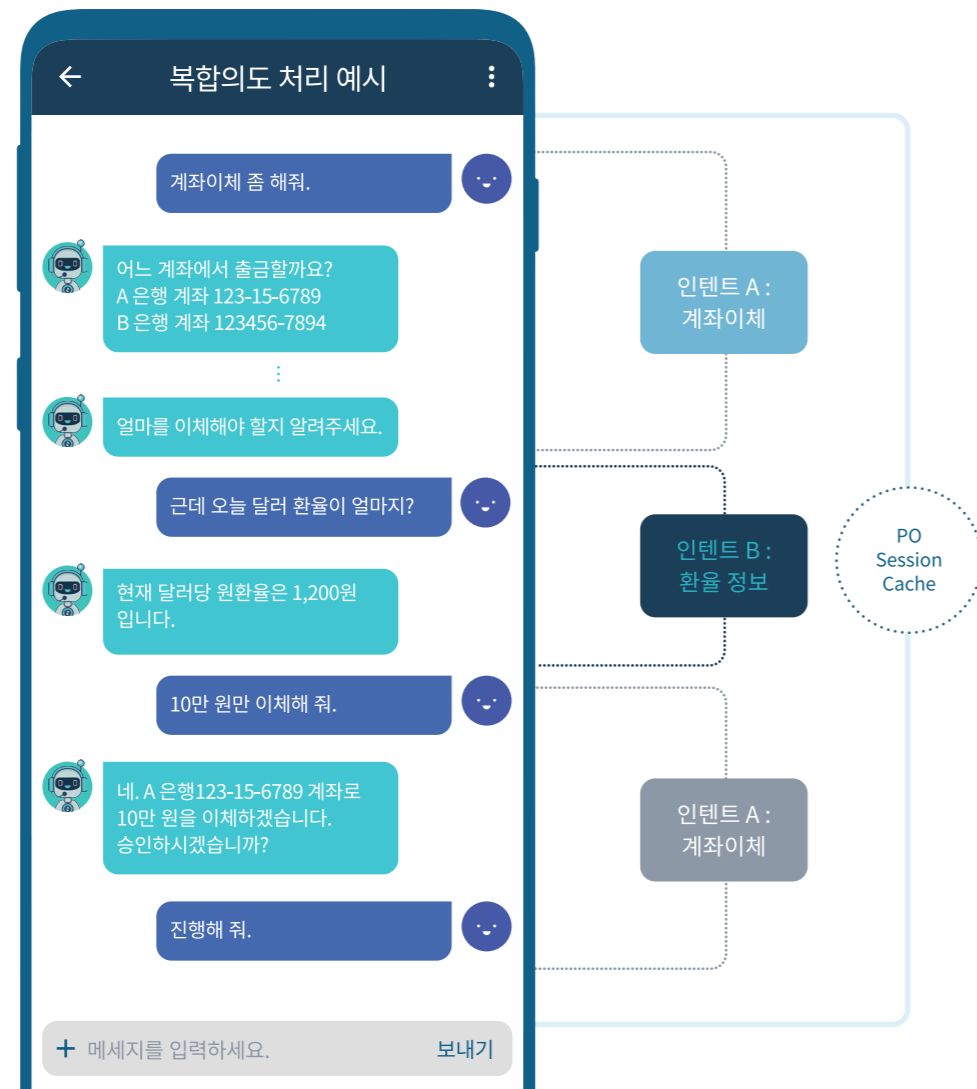 복합의도 처리 예시
계좌이체 좀 해줘.
어느 계좌에서 출금할까요?
A 은행 계좌 123-15-6789
B 은행 계좌 123456-7894
얼마를 이체해야 할지 알려주세요.
근데 오늘 달러 환율이 얼마지?
현재 달러당 원환율은 1,200원
입니다.
10만 원만 이체해 줘.
네. A 은행123-15-6789 계좌로
10만 원을 이체하겠습니다.
승인하시겠습니까?
진행해 줘.
+ 메세지를 입력하세요.
보내기
인텐트 A :
계좌이체
인텐트 B :
환율 정보
인텐트 A :
계좌이체
PO
Session
Cache